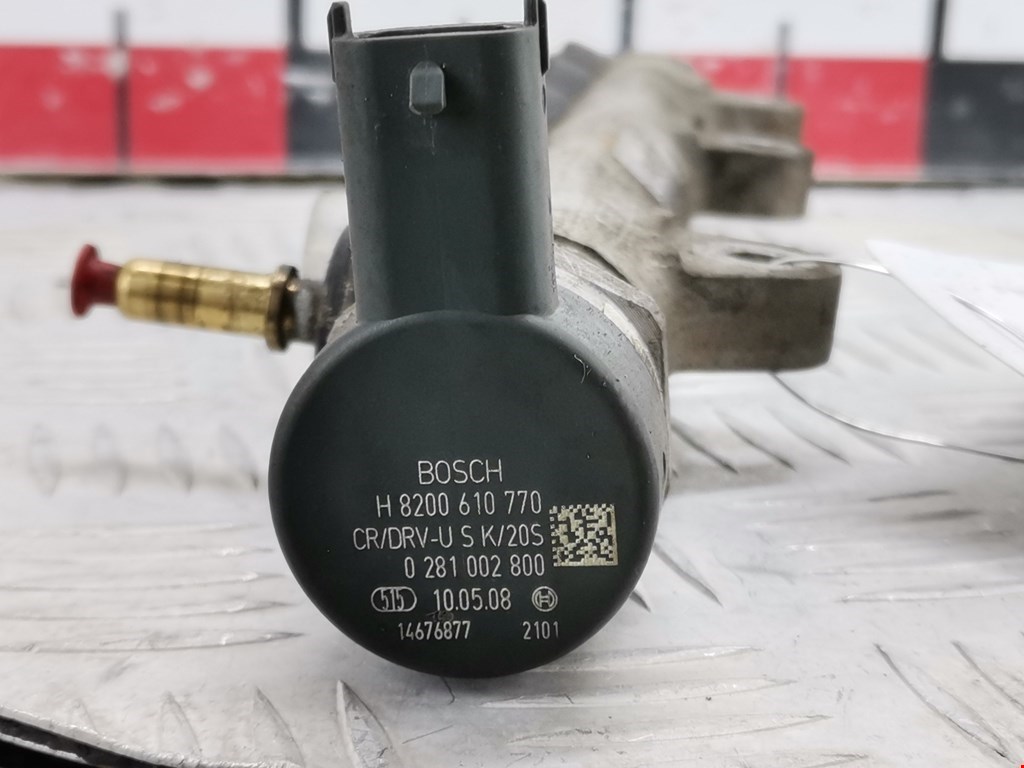 BOSCH
H 8200 610 770
CR/DRV-U S K/20S
0 281 002 800
515 10.05.08 H
14676877 2101